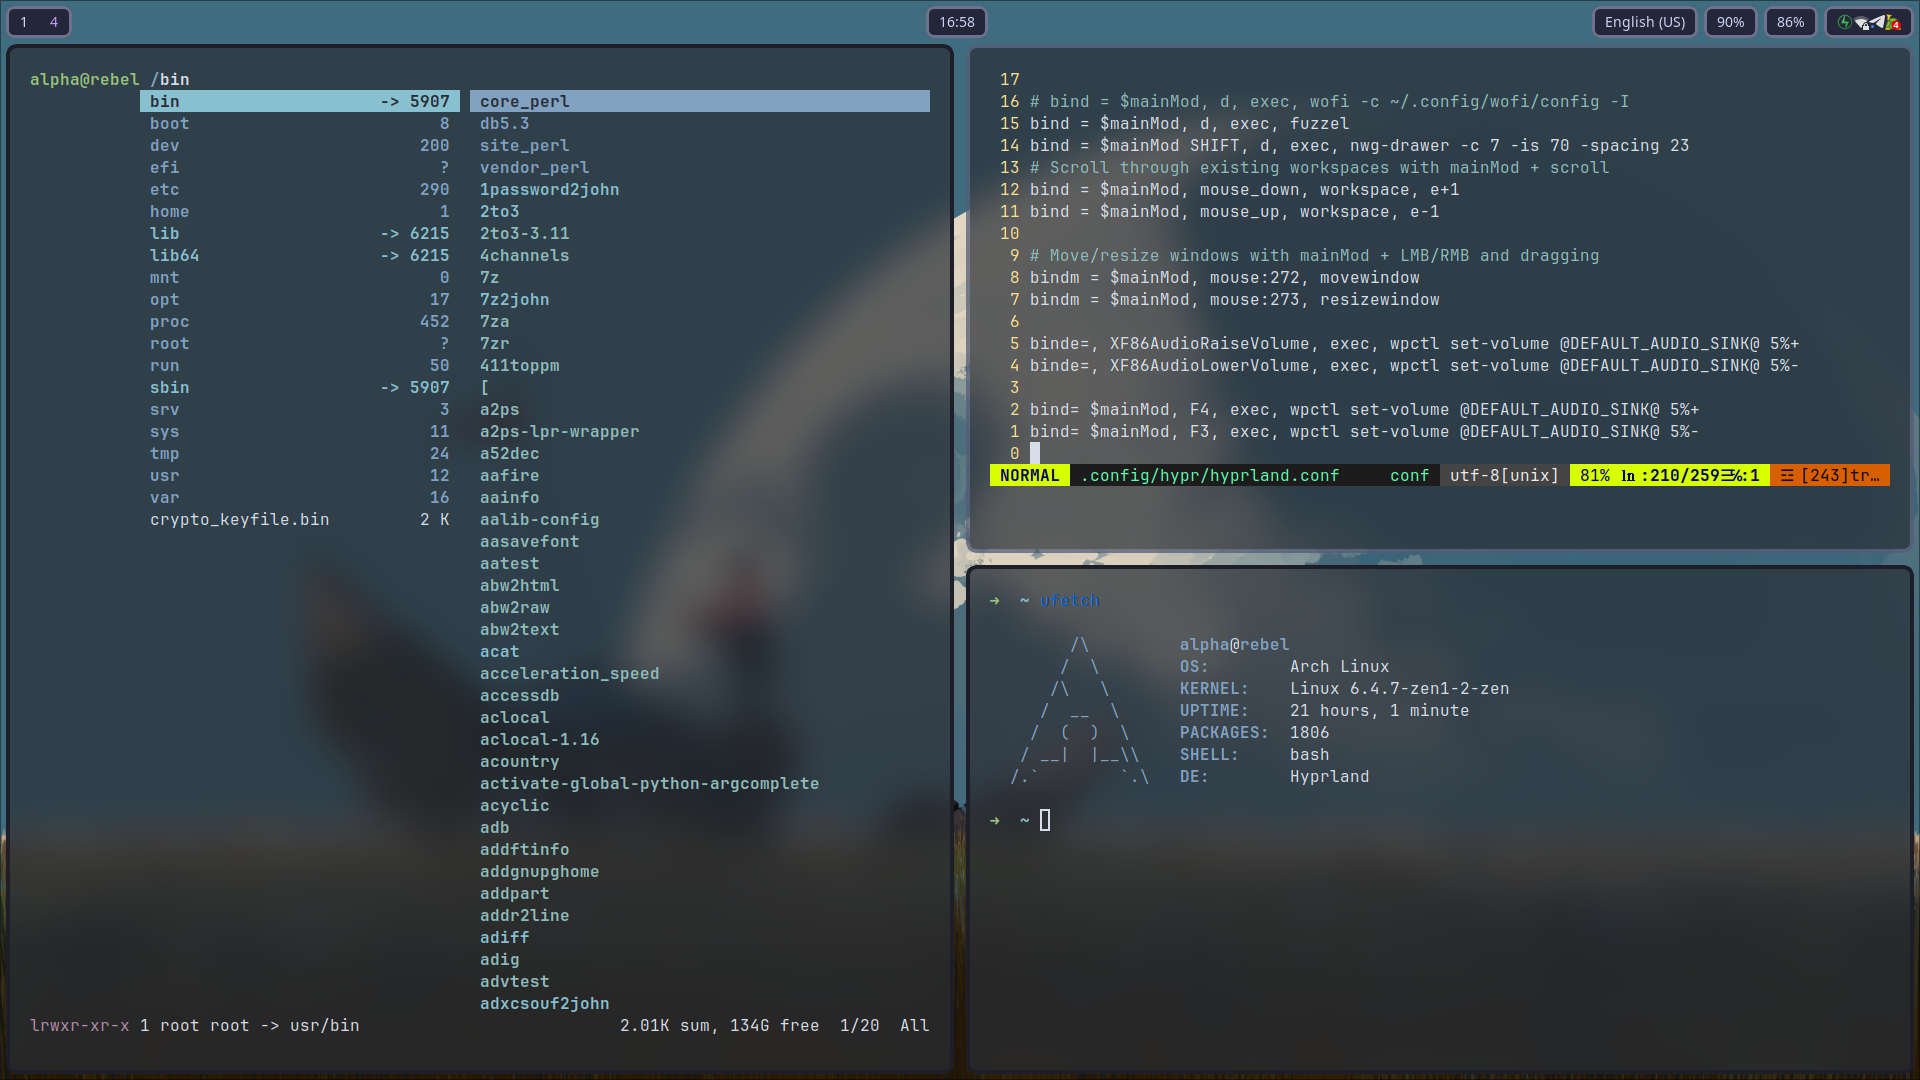 1 4
16:58
English (US) 90% 86% 4
alpha@rebel /bin
bin -> 5907
boot 8
dev 200
efi ?
etc 290
home 1
lib -> 6215
lib64 -> 6215
mnt 0
opt 17
proc 452
root ?
run 50
sbin -> 5907
srv 3
sys 11
tmp 24
usr 12
var 16
crypto_keyfile.bin 2 K
core_perl
db5.3
site_perl
vendor_perl
1password2john
2to3
2to3-3.11
4channels
7z
7z2john
7za
7zr
411toppm
[
a2ps
a2ps-lpr-wrapper
a52dec
aafire
aainfo
aalib-config
aasavefont
aatest
abw2html
abw2raw
abw2text
acat
acceleration_speed
accessdb
aclocal
aclocal-1.16
acountry
activate-global-python-argcomplete
acyclic
adb
addftinfo
addgnupghome
addpart
addr2line
adiff
adig
advtest
adxcsouf2john
lrwxr-xr-x 1 root root -> usr/bin 2.01K sum, 134G free 1/20 All
17
16 # bind = $mainMod, d, exec, wofi -c ~/.config/wofi/config -I
15 bind = $mainMod, d, exec, fuzzel
14 bind = $mainMod SHIFT, d, exec, nwg-drawer -c 7 -is 70 -spacing 23
13 # Scroll through existing workspaces with mainMod + scroll
12 bind = $mainMod, mouse_down, workspace, e+1
11 bind = $mainMod, mouse_up, workspace, e-1
10
9 # Move/resize windows with mainMod + LMB/RMB and dragging
8 bindm = $mainMod, mouse:272, movewindow
7 bindm = $mainMod, mouse:273, resizewindow
6
5 binde=, XF86AudioRaiseVolume, exec, wpctl set-volume @DEFAULT_AUDIO_SINK@ 5%+
4 binde=, XF86AudioLowerVolume, exec, wpctl set-volume @DEFAULT_AUDIO_SINK@ 5%-
3
2 bind= $mainMod, F4, exec, wpctl set-volume @DEFAULT_AUDIO_SINK@ 5%+
1 bind= $mainMod, F3, exec, wpctl set-volume @DEFAULT_AUDIO_SINK@ 5%-
0
NORMAL .config/hypr/hyprland.conf conf utf-8[unix] 81% ln :210/259☰℅:1 ☲ [243]tr…
→ ~ ufetch
/\ alpha@rebel
/ \ OS: Arch Linux
/\ \ KERNEL: Linux 6.4.7-zen1-2-zen
/ __ \ UPTIME: 21 hours, 1 minute
/ ( ) \ PACKAGES: 1806
/ __| |__\\ SHELL: bash
/.` `.\ DE: Hyprland
→ ~